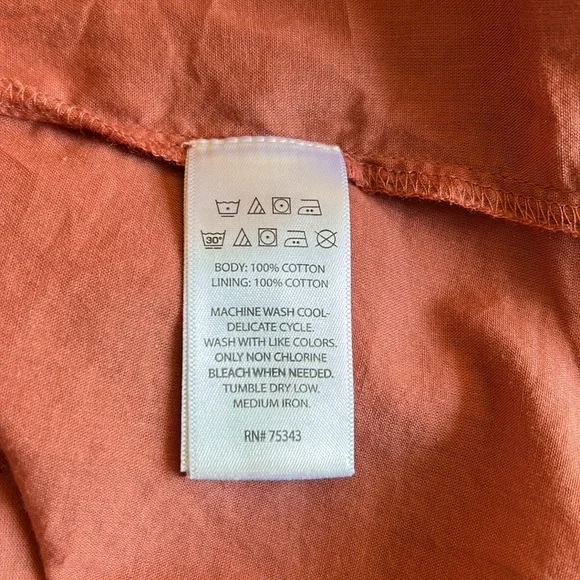 30°
BODY: 100% COTTON
LINING: 100% COTTON
MACHINE WASH COOL-
DELICATE CYCLE.
WASH WITH LIKE COLORS.
ONLY NON CHLORINE
BLEACH WHEN NEEDED.
TUMBLE DRY LOW.
MEDIUM IRON.
RN# 75343